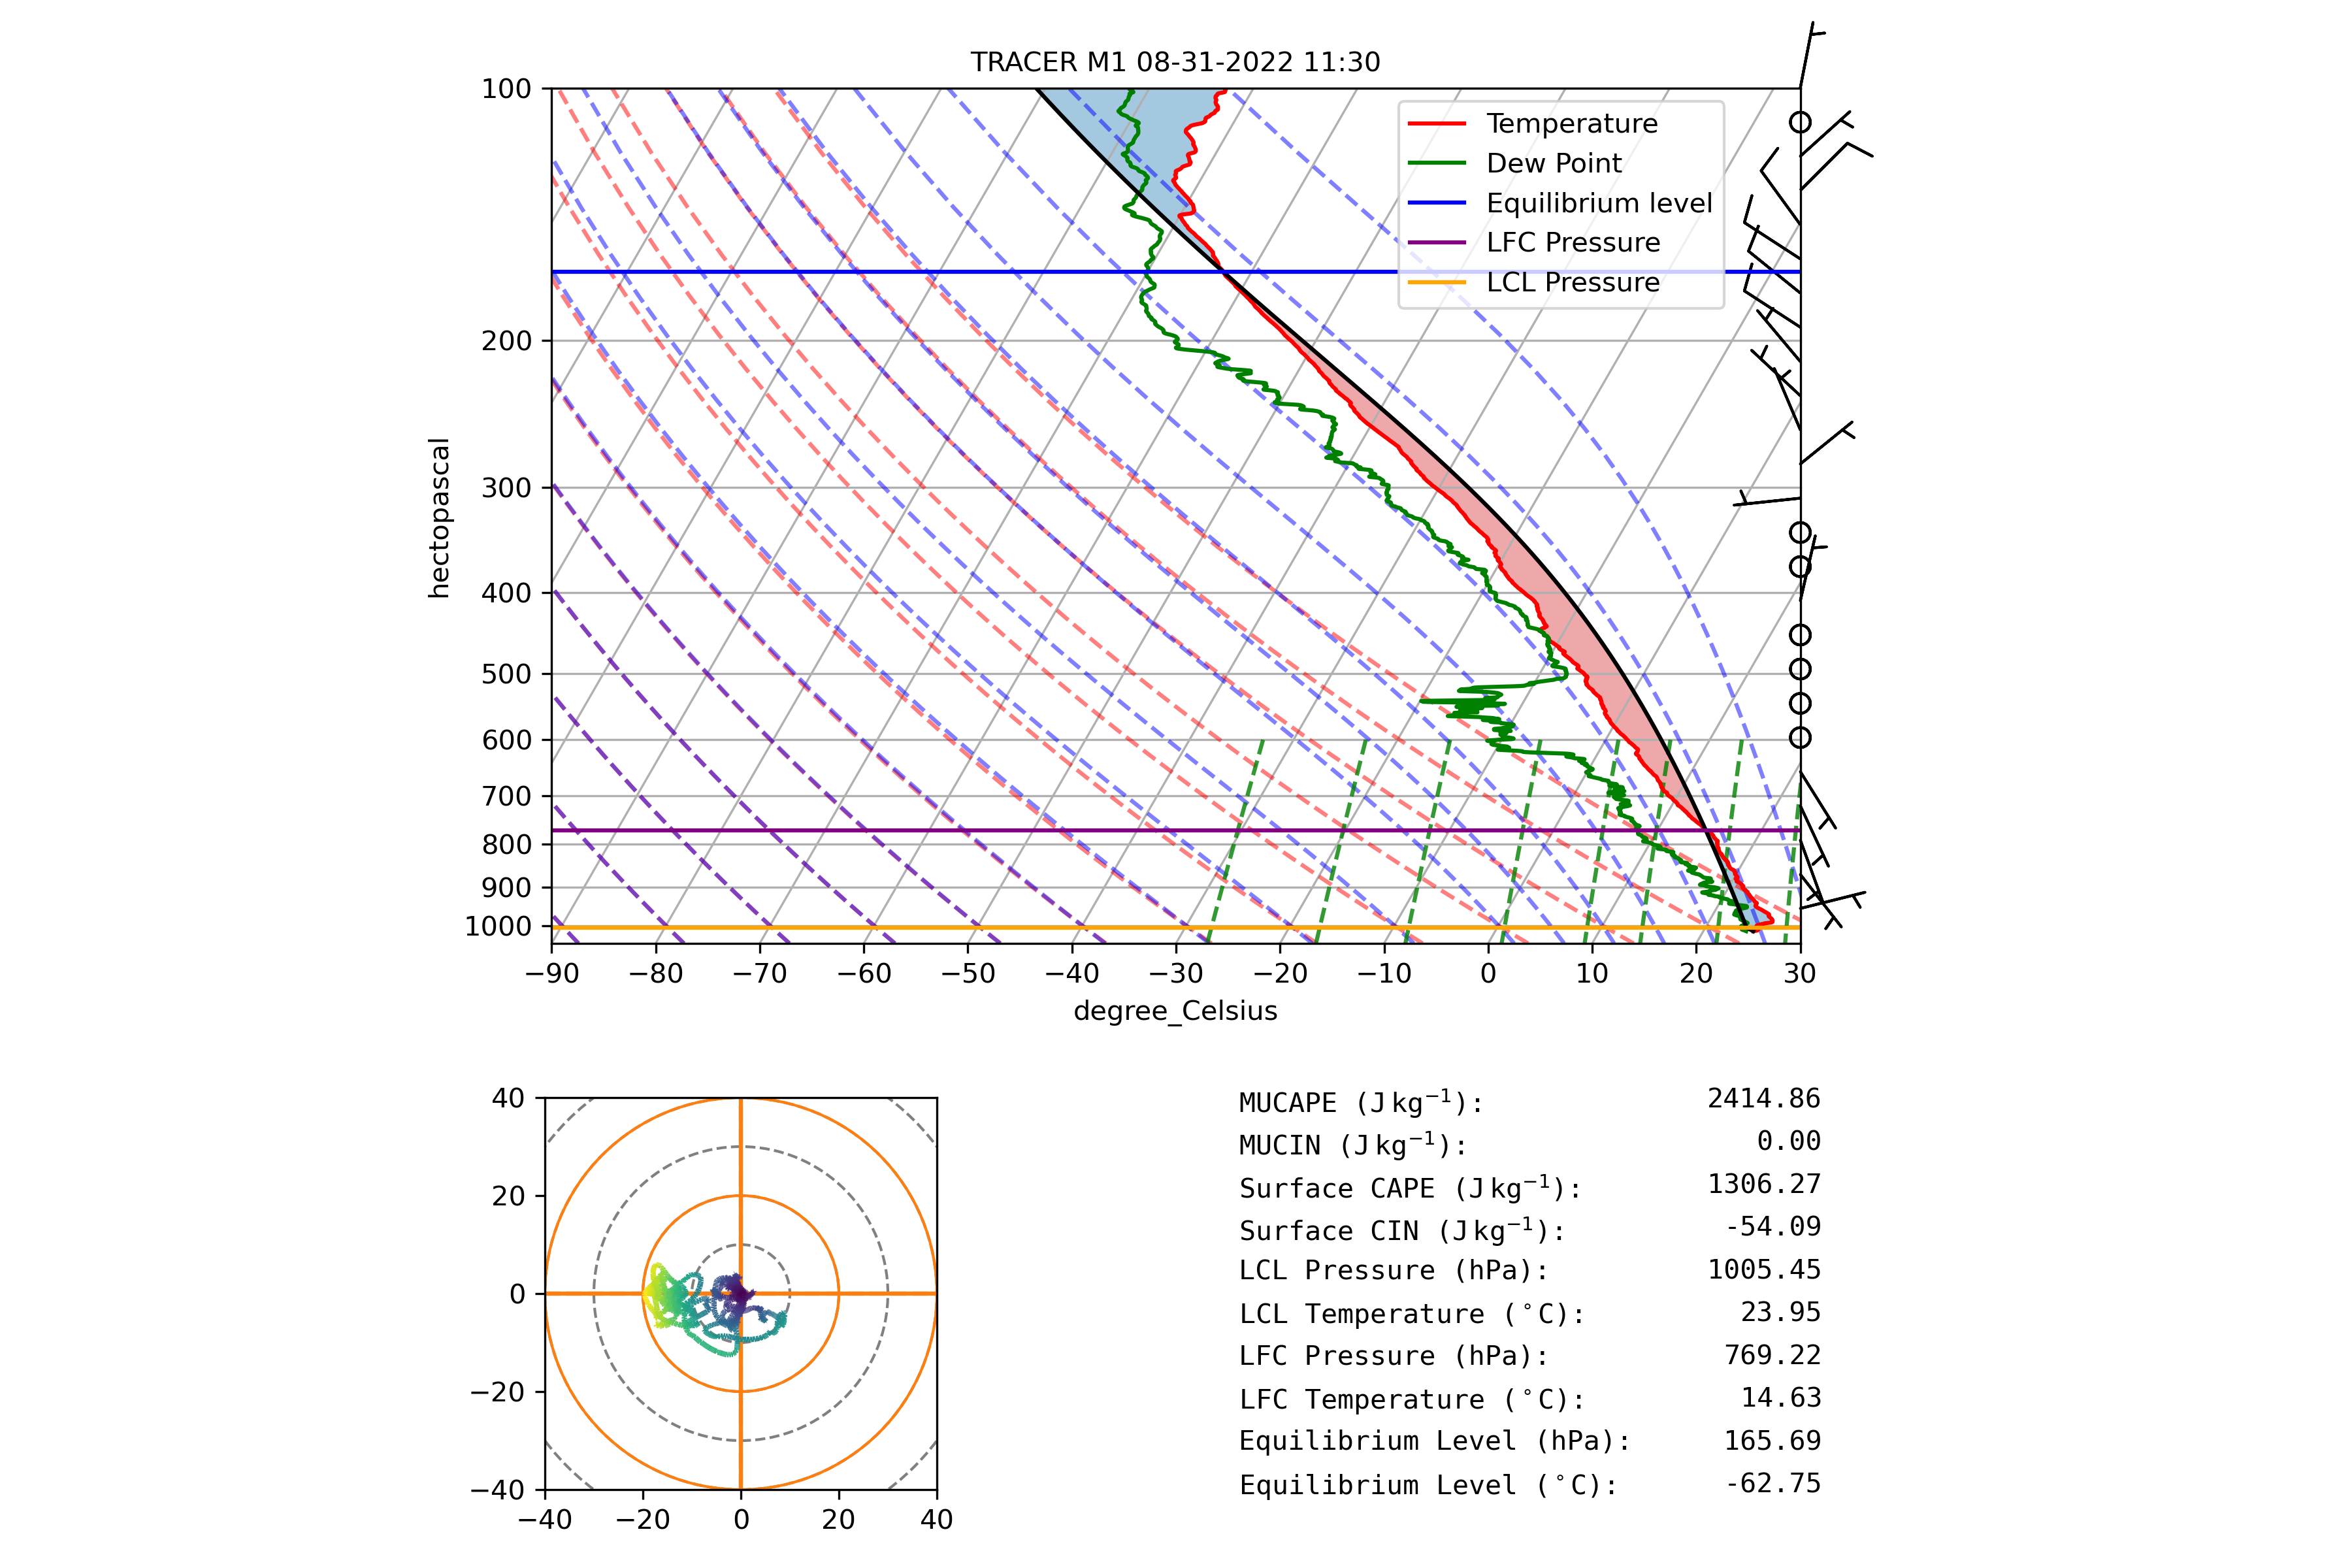 TRACER M1 08-31-2022 11:30
100
200
300
400
500
600
700
800
900
1000
hectopascal
Temperature
Dew Point
Equilibrium level
LFC Pressure
LCL Pressure
−90 −80 −70 −60 −50 −40 −30 −20 −10 0 10 20 30
degree_Celsius
40
20
0
−20
−40
−40 −20 0 20 40
MUCAPE (J kg⁻¹): 2414.86
MUCIN (J kg⁻¹): 0.00
Surface CAPE (J kg⁻¹): 1306.27
Surface CIN (J kg⁻¹): -54.09
LCL Pressure (hPa): 1005.45
LCL Temperature (°C): 23.95
LFC Pressure (hPa): 769.22
LFC Temperature (°C): 14.63
Equilibrium Level (hPa): 165.69
Equilibrium Level (°C): -62.75